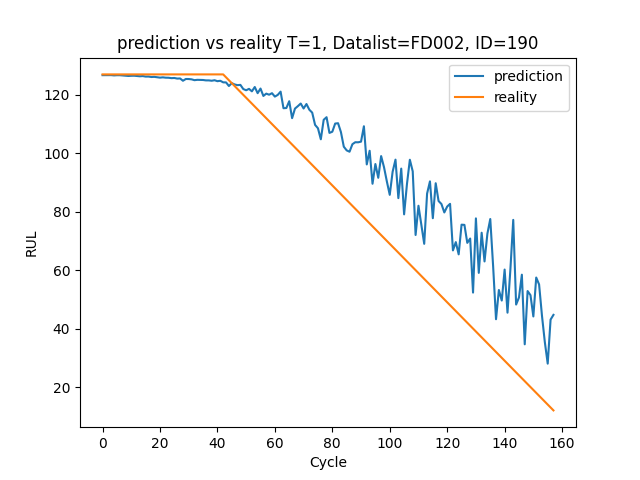 prediction vs reality T=1, Datalist=FD002, ID=190
prediction
reality
120
100
80
60
40
20
RUL
0 20 40 60 80 100 120 140 160
Cycle